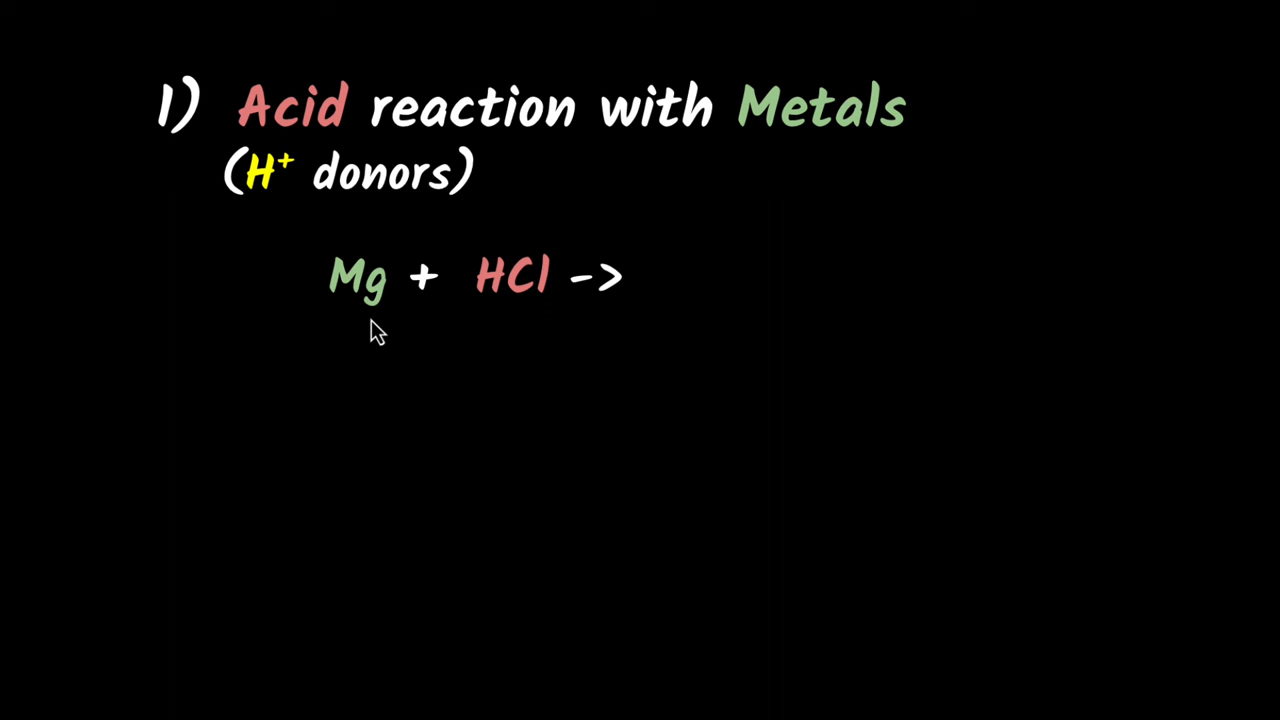 1) Acid reaction with Metals
(H⁺ donors)
Mg + HCl ->